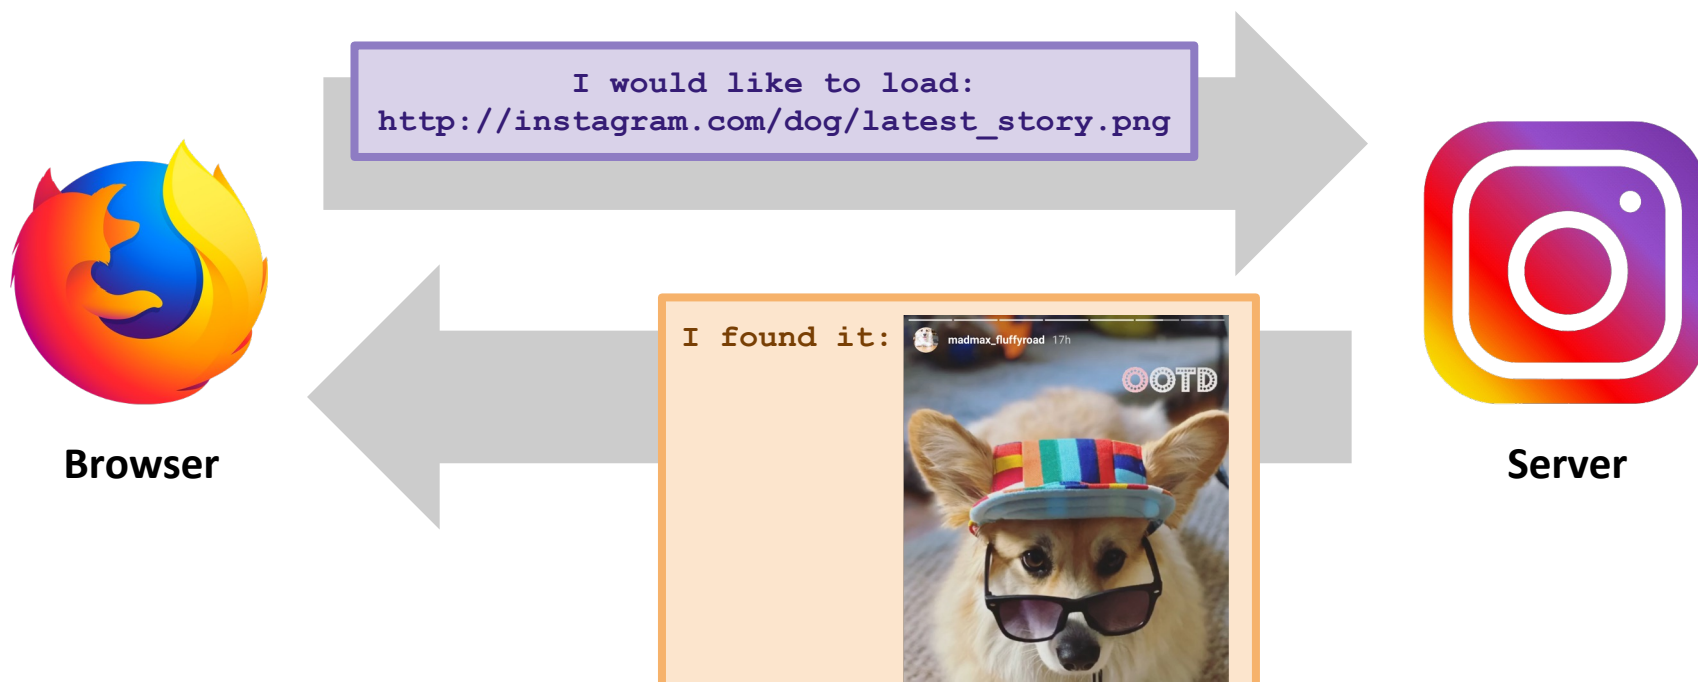 I would like to load:
http://instagram.com/dog/latest_story.png
I found it:
madmax_fluffyroad 17h
OOTD
Browser
Server